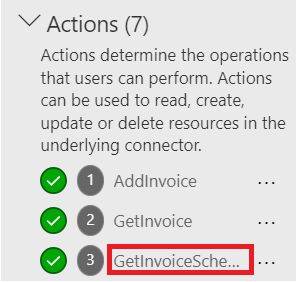 Actions (7)
Actions determine the operations
that users can perform. Actions
can be used to read, create,
update or delete resources in the
underlying connector.
1 AddInvoice ...
2 GetInvoice ...
3 GetInvoiceSche... ...